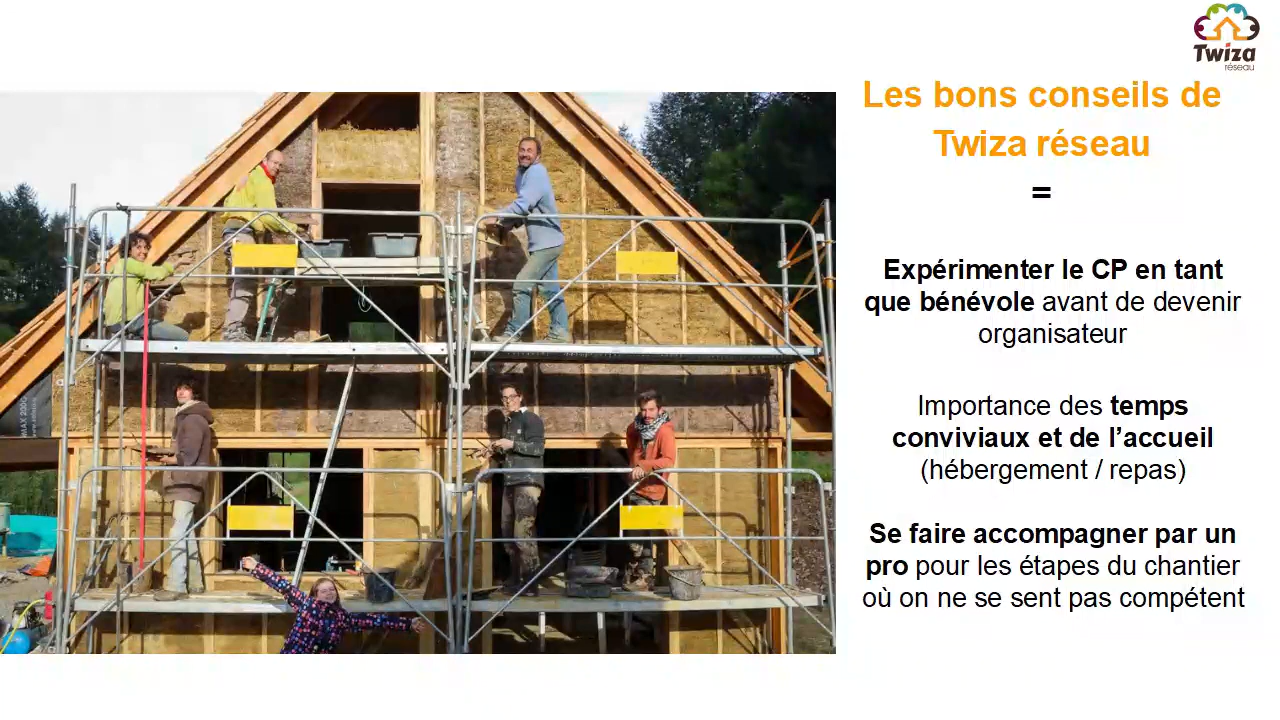 Twiza
réseau
Les bons conseils de
Twiza réseau
=
Expérimenter le CP en tant
que bénévole avant de devenir
organisateur
Importance des temps
conviviaux et de l’accueil
(hébergement / repas)
Se faire accompagner par un
pro pour les étapes du chantier
où on ne se sent pas compétent